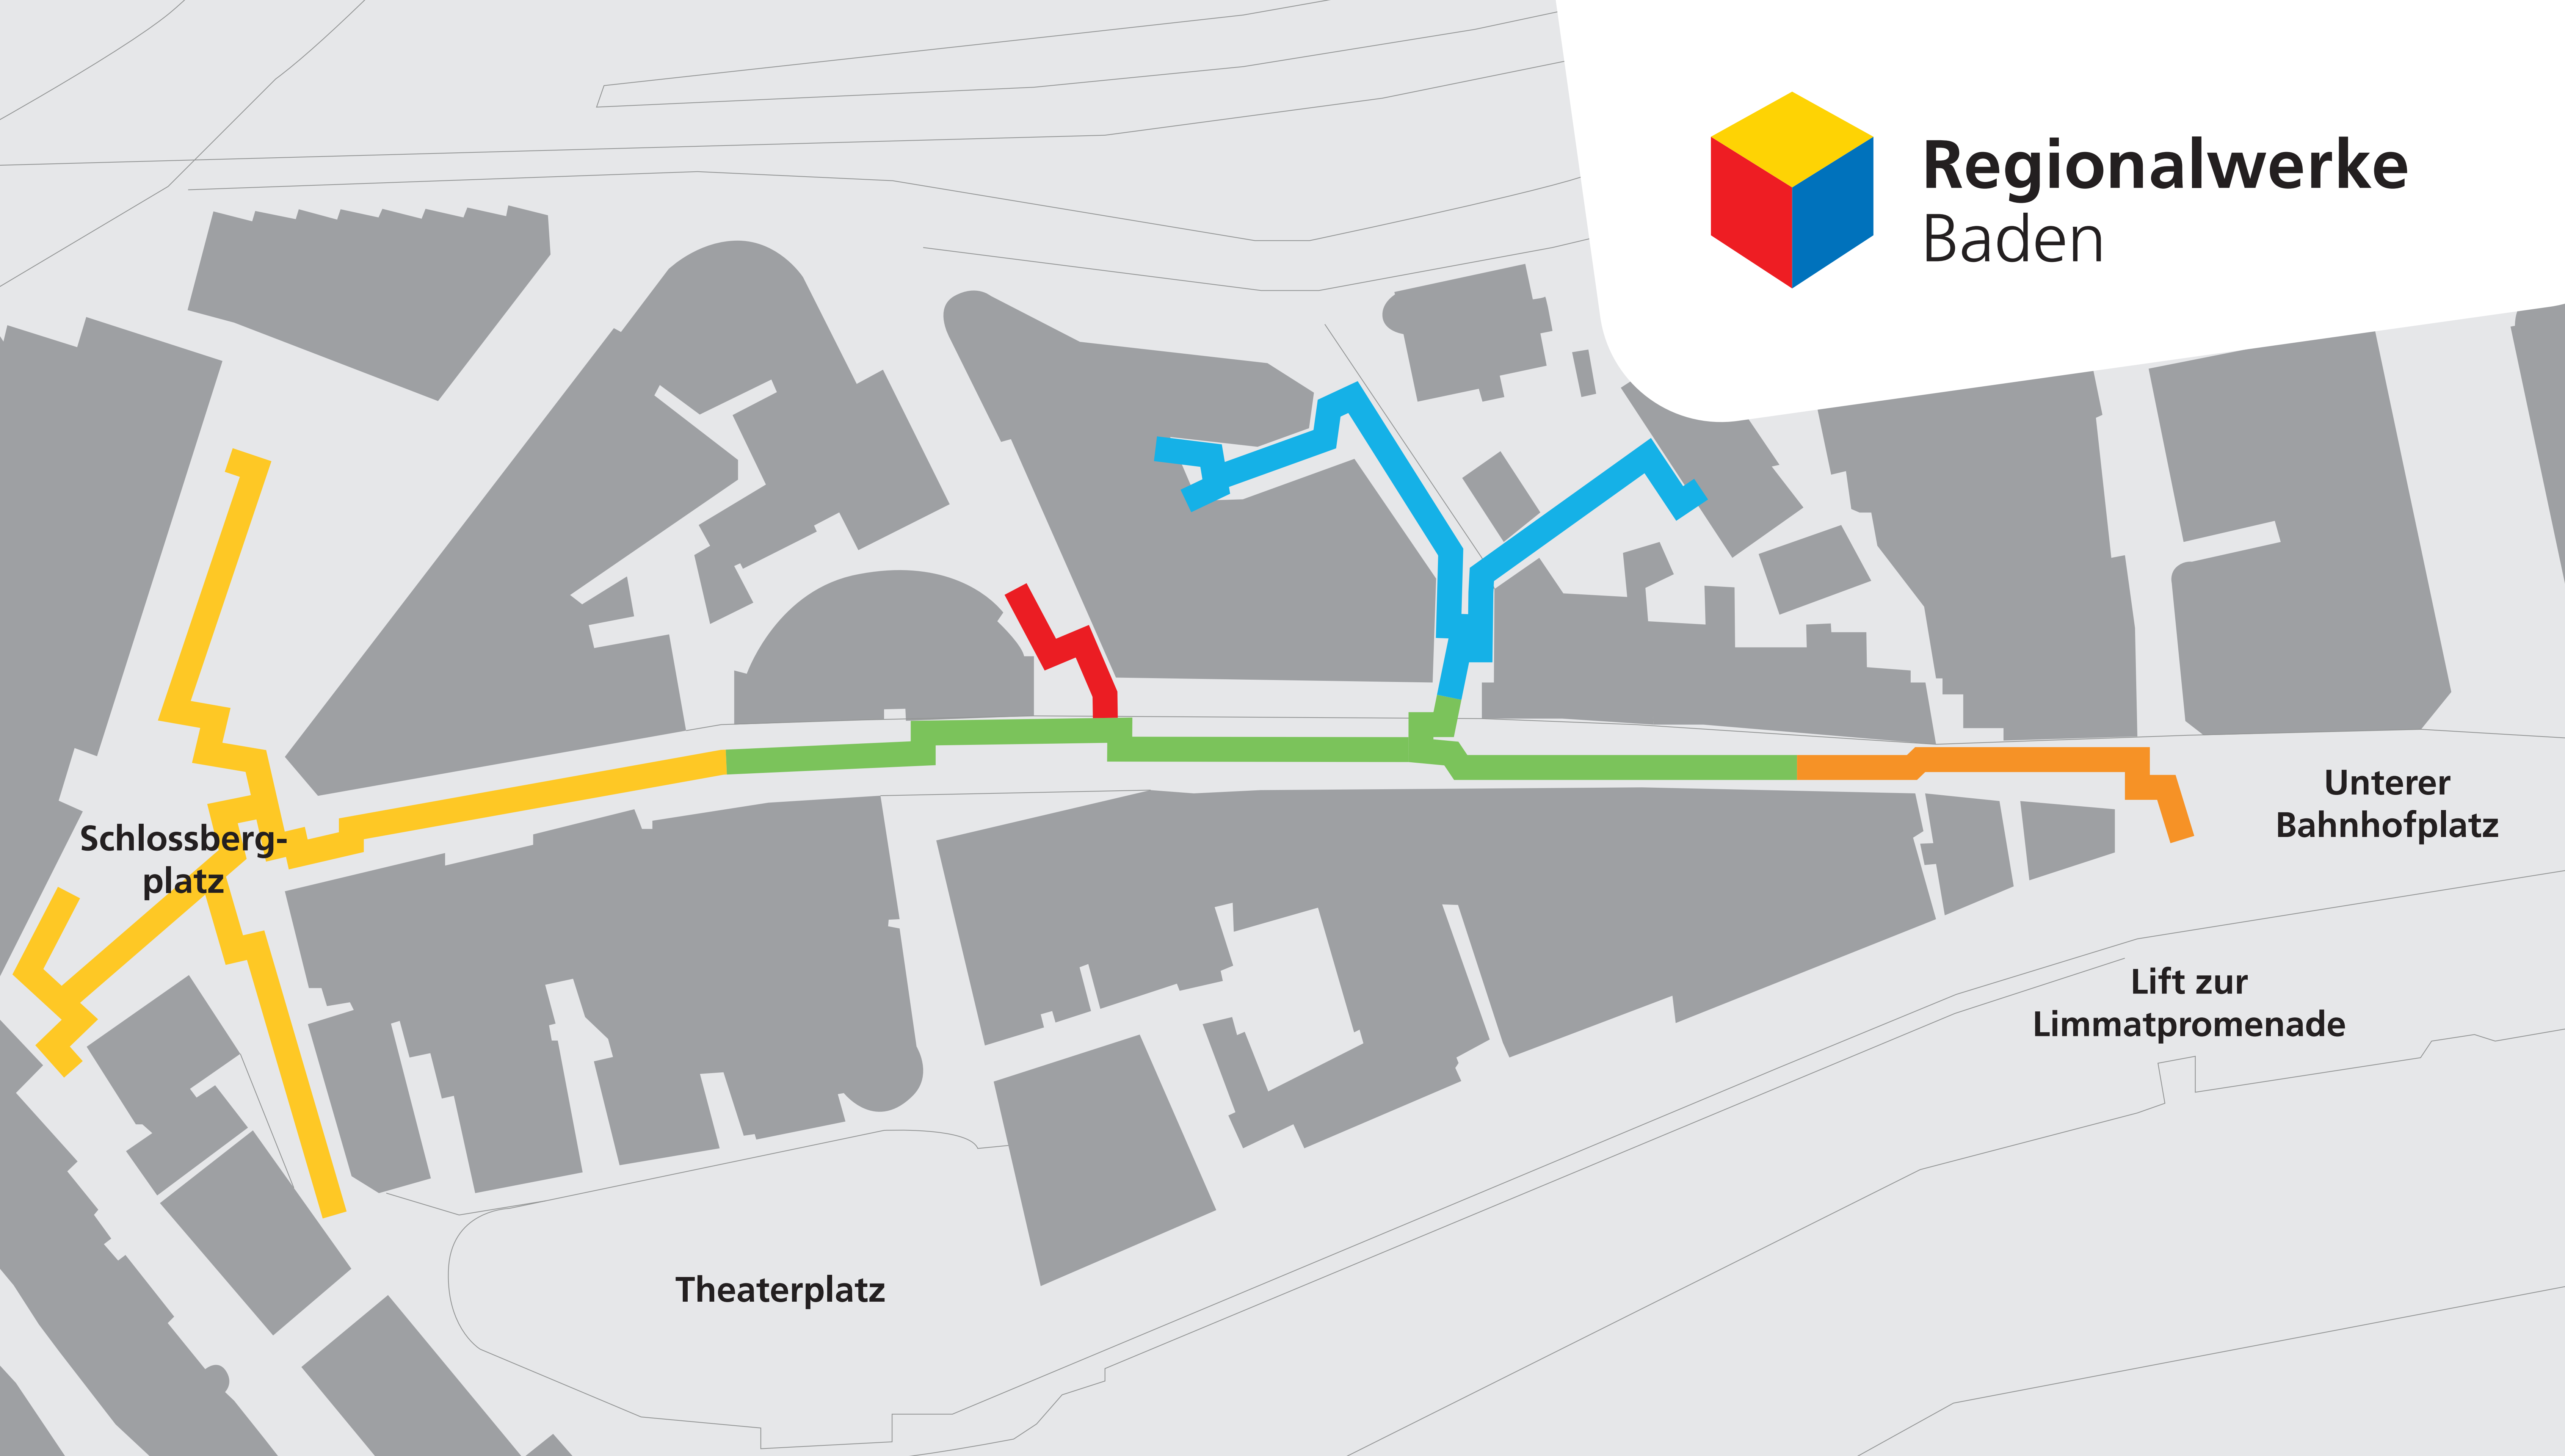 Regionalwerke
Baden
Unterer
Bahnhofplatz
Schlossberg-
platz
Lift zur
Limmatpromenade
Theaterplatz